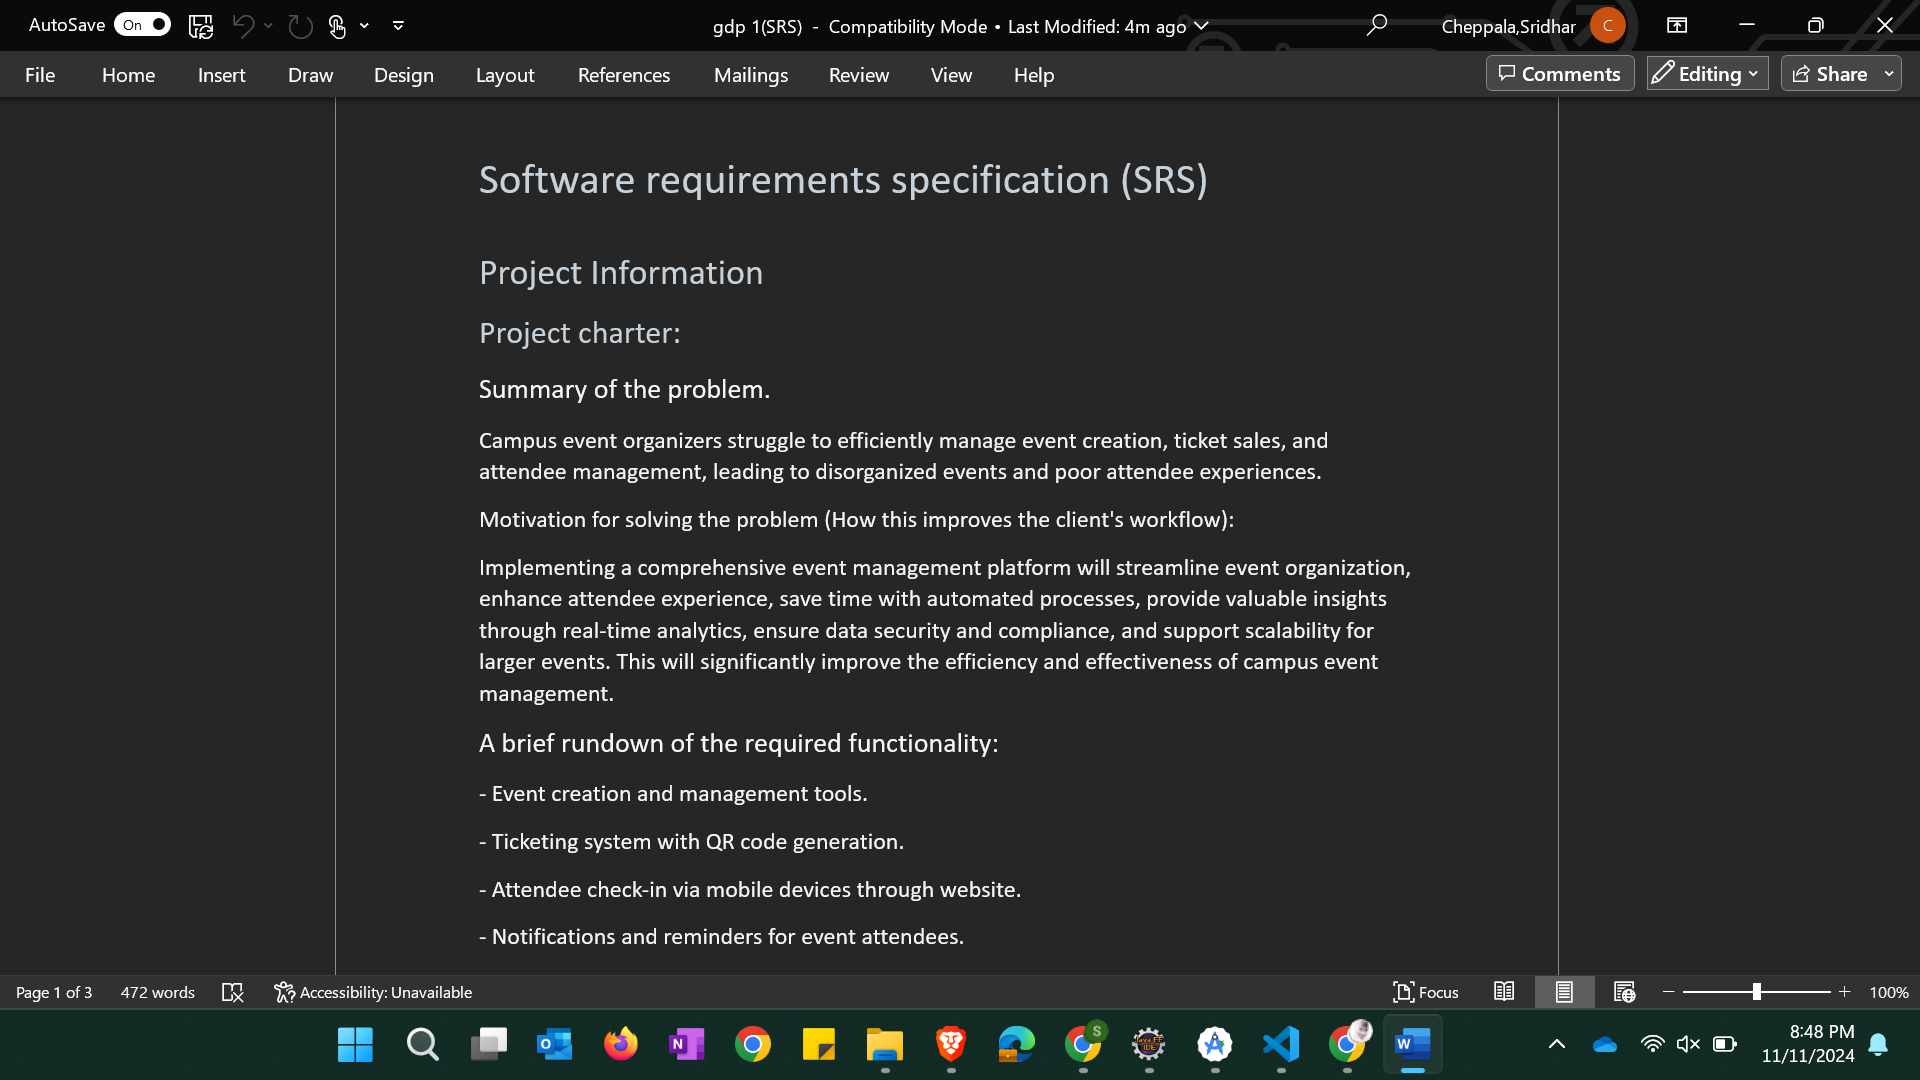 AutoSave On
gdp 1(SRS) - Compatibility Mode • Last Modified: 4m ago
Cheppala,Sridhar C
File Home Insert Draw Design Layout References Mailings Review View Help
Comments Editing Share
Software requirements specification (SRS)
Project Information
Project charter:
Summary of the problem.
Campus event organizers struggle to efficiently manage event creation, ticket sales, and
attendee management, leading to disorganized events and poor attendee experiences.
Motivation for solving the problem (How this improves the client's workflow):
Implementing a comprehensive event management platform will streamline event organization,
enhance attendee experience, save time with automated processes, provide valuable insights
through real-time analytics, ensure data security and compliance, and support scalability for
larger events. This will significantly improve the efficiency and effectiveness of campus event
management.
A brief rundown of the required functionality:
- Event creation and management tools.
- Ticketing system with QR code generation.
- Attendee check-in via mobile devices through website.
- Notifications and reminders for event attendees.
Page 1 of 3 472 words Accessibility: Unavailable
Focus 100%
8:48 PM
11/11/2024